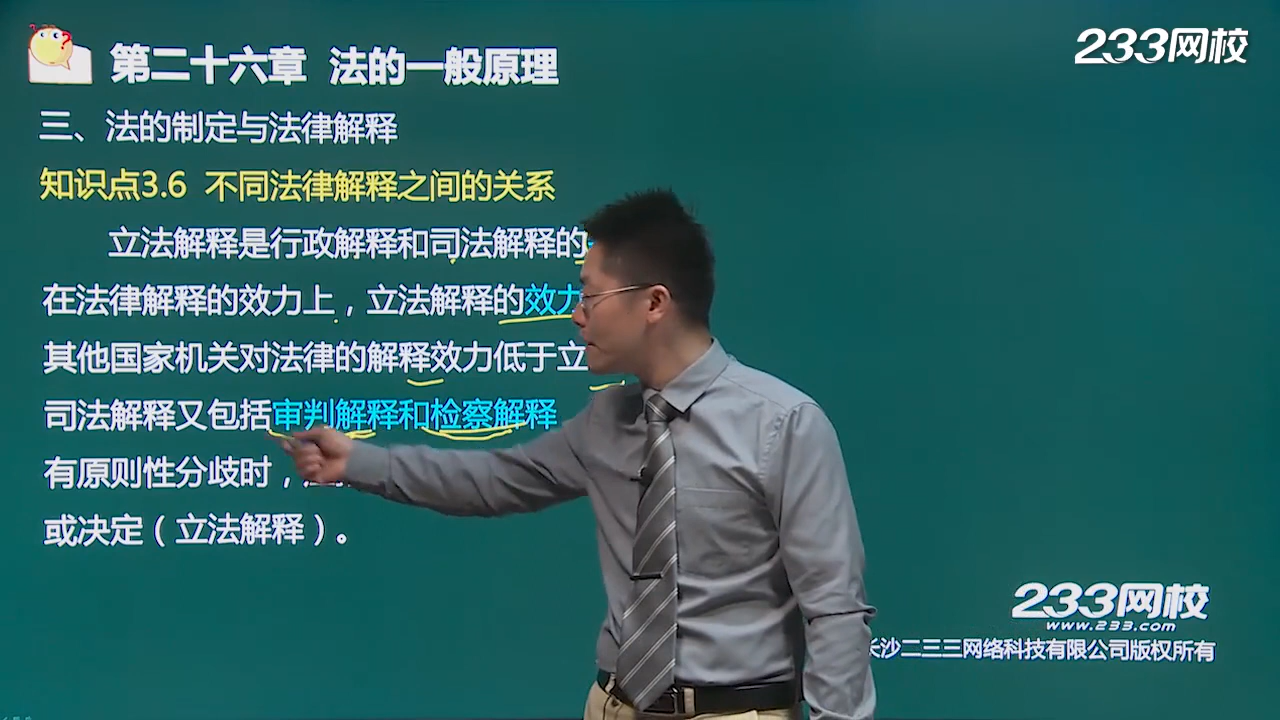 第二十六章 法的一般原理
233网校
三、法的制定与法律解释
知识点3.6 不同法律解释之间的关系
立法解释是行政解释和司法解释的
在法律解释的效力上，立法解释的效力
其他国家机关对法律的解释效力低于立
司法解释又包括审判解释和检察解释
有原则性分歧时，
或决定（立法解释）。
233网校
www.233.com
长沙二三三网络科技有限公司版权所有